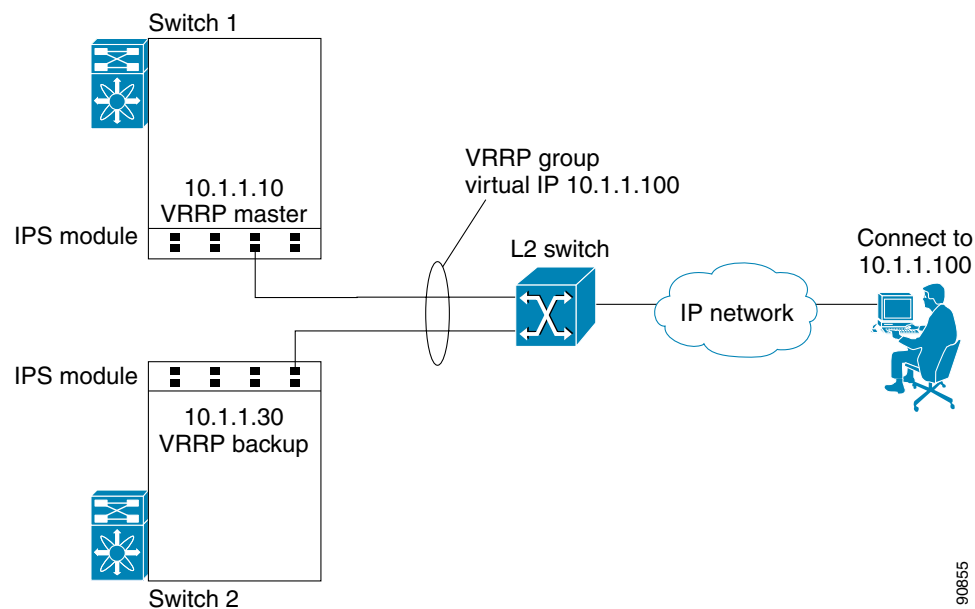 Switch 1
10.1.1.10
VRRP master
IPS module
VRRP group
virtual IP 10.1.1.100
L2 switch
IP network
Connect to
10.1.1.100
IPS module
10.1.1.30
VRRP backup
Switch 2
90855